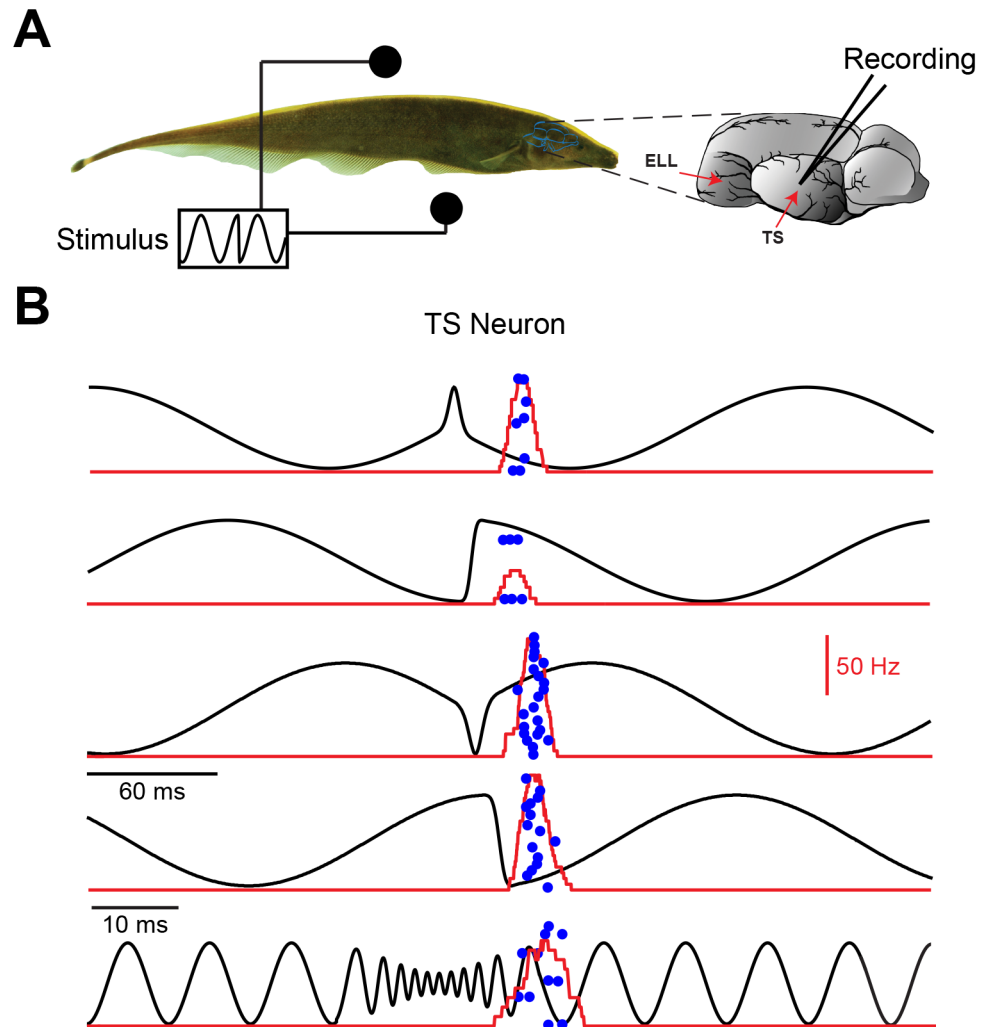 A
Recording
ELL
TS
Stimulus
B
TS Neuron
50 Hz
60 ms
10 ms